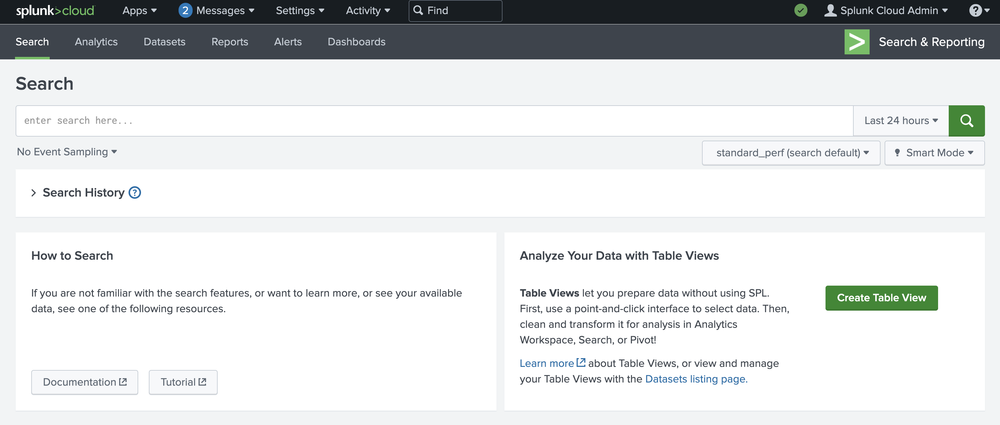 splunk>cloud Apps 2 Messages Settings Activity Find Splunk Cloud Admin ?
Search Analytics Datasets Reports Alerts Dashboards > Search & Reporting
Search
enter search here... Last 24 hours
No Event Sampling standard_perf (search default) Smart Mode
Search History ?
How to Search
If you are not familiar with the search features, or want to learn more, or see your available
data, see one of the following resources.
Documentation Tutorial
Analyze Your Data with Table Views
Table Views let you prepare data without using SPL.
First, use a point-and-click interface to select data. Then,
clean and transform it for analysis in Analytics
Workspace, Search, or Pivot!
Learn more about Table Views, or view and manage
your Table Views with the Datasets listing page.
Create Table View